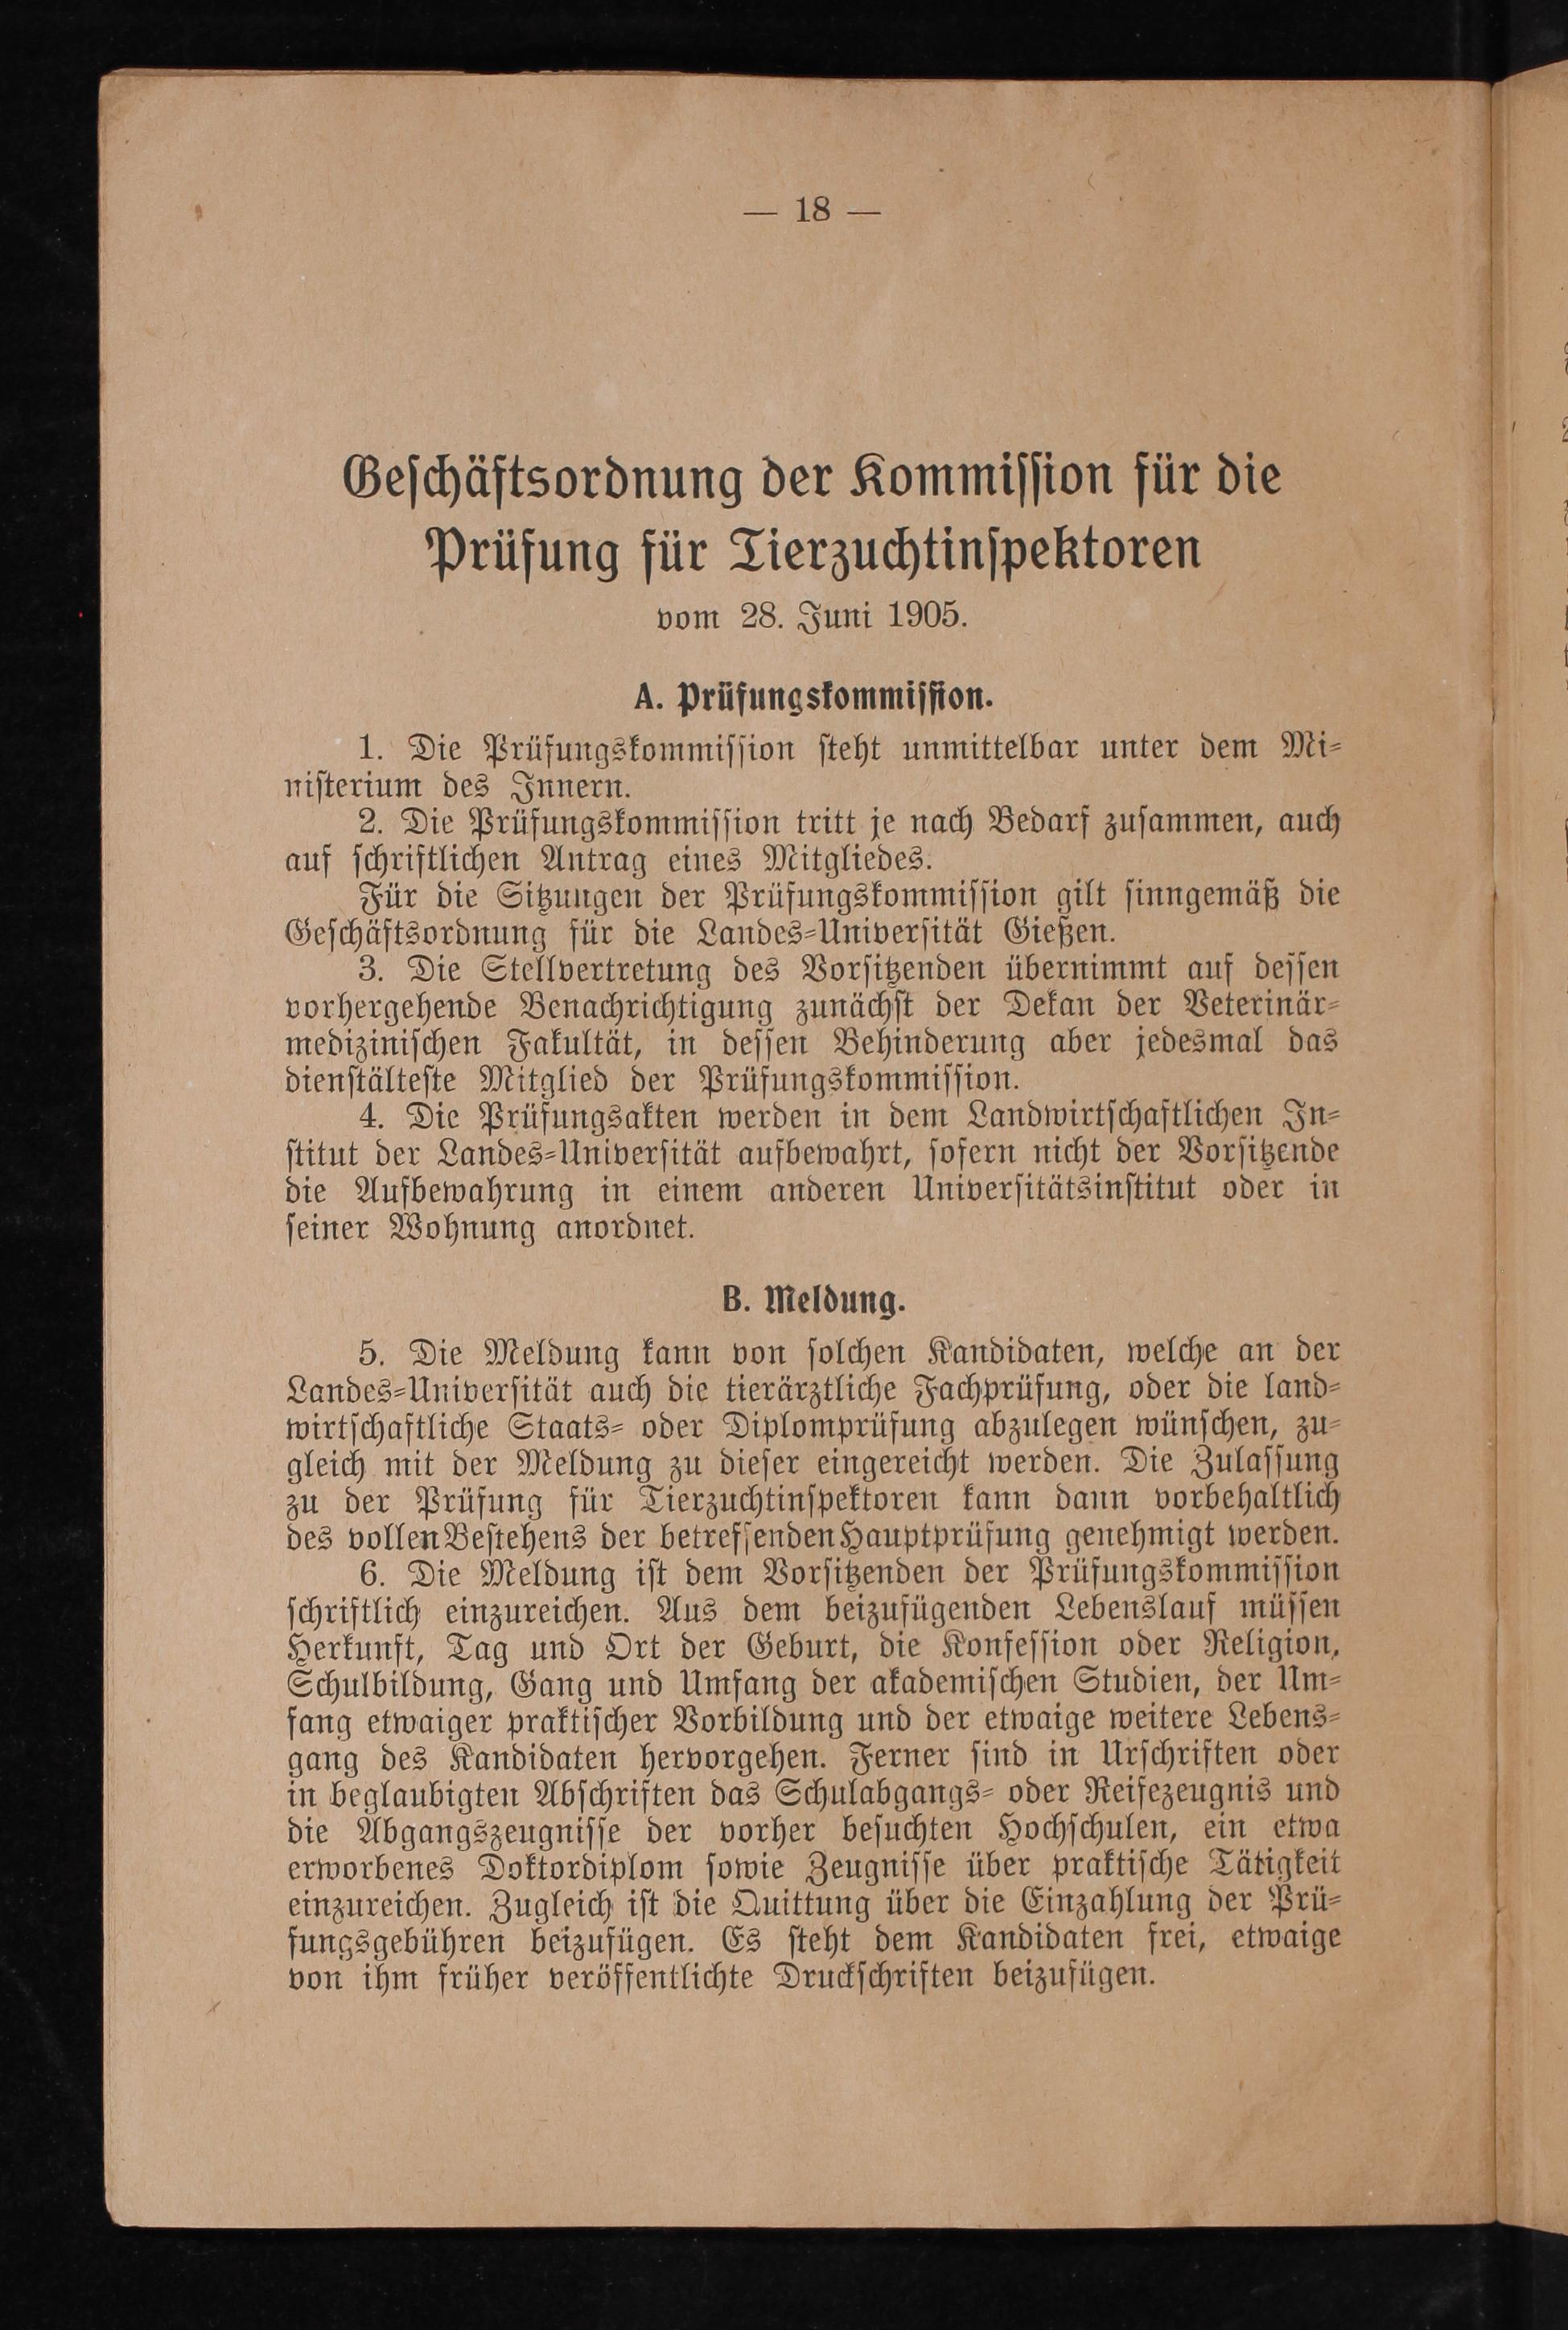 — 18 —
Geſchäftsordnung der Kommiſſion für die
Prüfung für Tierzuchtinſpektoren
vom 28. Juni 1905.
A. Prüfungskommiſſion.
1. Die Prüfungskommiſſion ſteht unmittelbar unter dem Mi-
niſterium des Innern.
2. Die Prüfungskommiſſion tritt je nach Bedarf zuſammen, auch
auf ſchriftlichen Antrag eines Mitgliedes.
Für die Sitzungen der Prüfungskommiſſion gilt ſinngemäß die
Geſchäftsordnung für die Landes-Univerſität Gießen.
3. Die Stellvertretung des Vorſitzenden übernimmt auf deſſen
vorhergehende Benachrichtigung zunächſt der Dekan der Veterinär-
mediziniſchen Fakultät, in deſſen Behinderung aber jedesmal das
dienſtälteſte Mitglied der Prüfungskommiſſion.
4. Die Prüfungsakten werden in dem Landwirtſchaftlichen In-
ſtitut der Landes-Univerſität aufbewahrt, ſofern nicht der Vorſitzende
die Aufbewahrung in einem anderen Univerſitätsinſtitut oder in
ſeiner Wohnung anordnet.
B. Meldung.
5. Die Meldung kann von ſolchen Kandidaten, welche an der
Landes-Univerſität auch die tierärztliche Fachprüfung, oder die land-
wirtſchaftliche Staats- oder Diplomprüfung abzulegen wünſchen, zu-
gleich mit der Meldung zu dieſer eingereicht werden. Die Zulaſſung
zu der Prüfung für Tierzuchtinſpektoren kann dann vorbehaltlich
des vollen Beſtehens der betreffenden Hauptprüfung genehmigt werden.
6. Die Meldung iſt dem Vorſitzenden der Prüfungskommiſſion
ſchriftlich einzureichen. Aus dem beizufügenden Lebenslauf müſſen
Herkunft, Tag und Ort der Geburt, die Konfeſſion oder Religion,
Schulbildung, Gang und Umfang der akademiſchen Studien, der Um-
fang etwaiger praktiſcher Vorbildung und der etwaige weitere Lebens-
gang des Kandidaten hervorgehen. Ferner ſind in Urſchriften oder
in beglaubigten Abſchriften das Schulabgangs- oder Reifezeugnis und
die Abgangszeugniſſe der vorher beſuchten Hochſchulen, ein etwa
erworbenes Doktordiplom ſowie Zeugniſſe über praktiſche Tätigkeit
einzureichen. Zugleich iſt die Quittung über die Einzahlung der Prü-
fungsgebühren beizufügen. Es ſteht dem Kandidaten frei, etwaige
von ihm früher veröffentlichte Druckſchriften beizufügen.